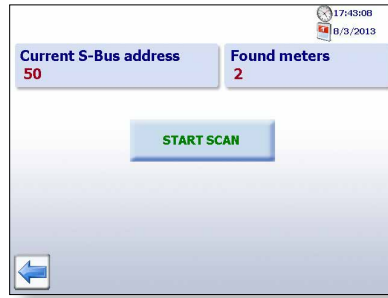 17:43:08
8/3/2013
Current S-Bus address
50
Found meters
2
START SCAN